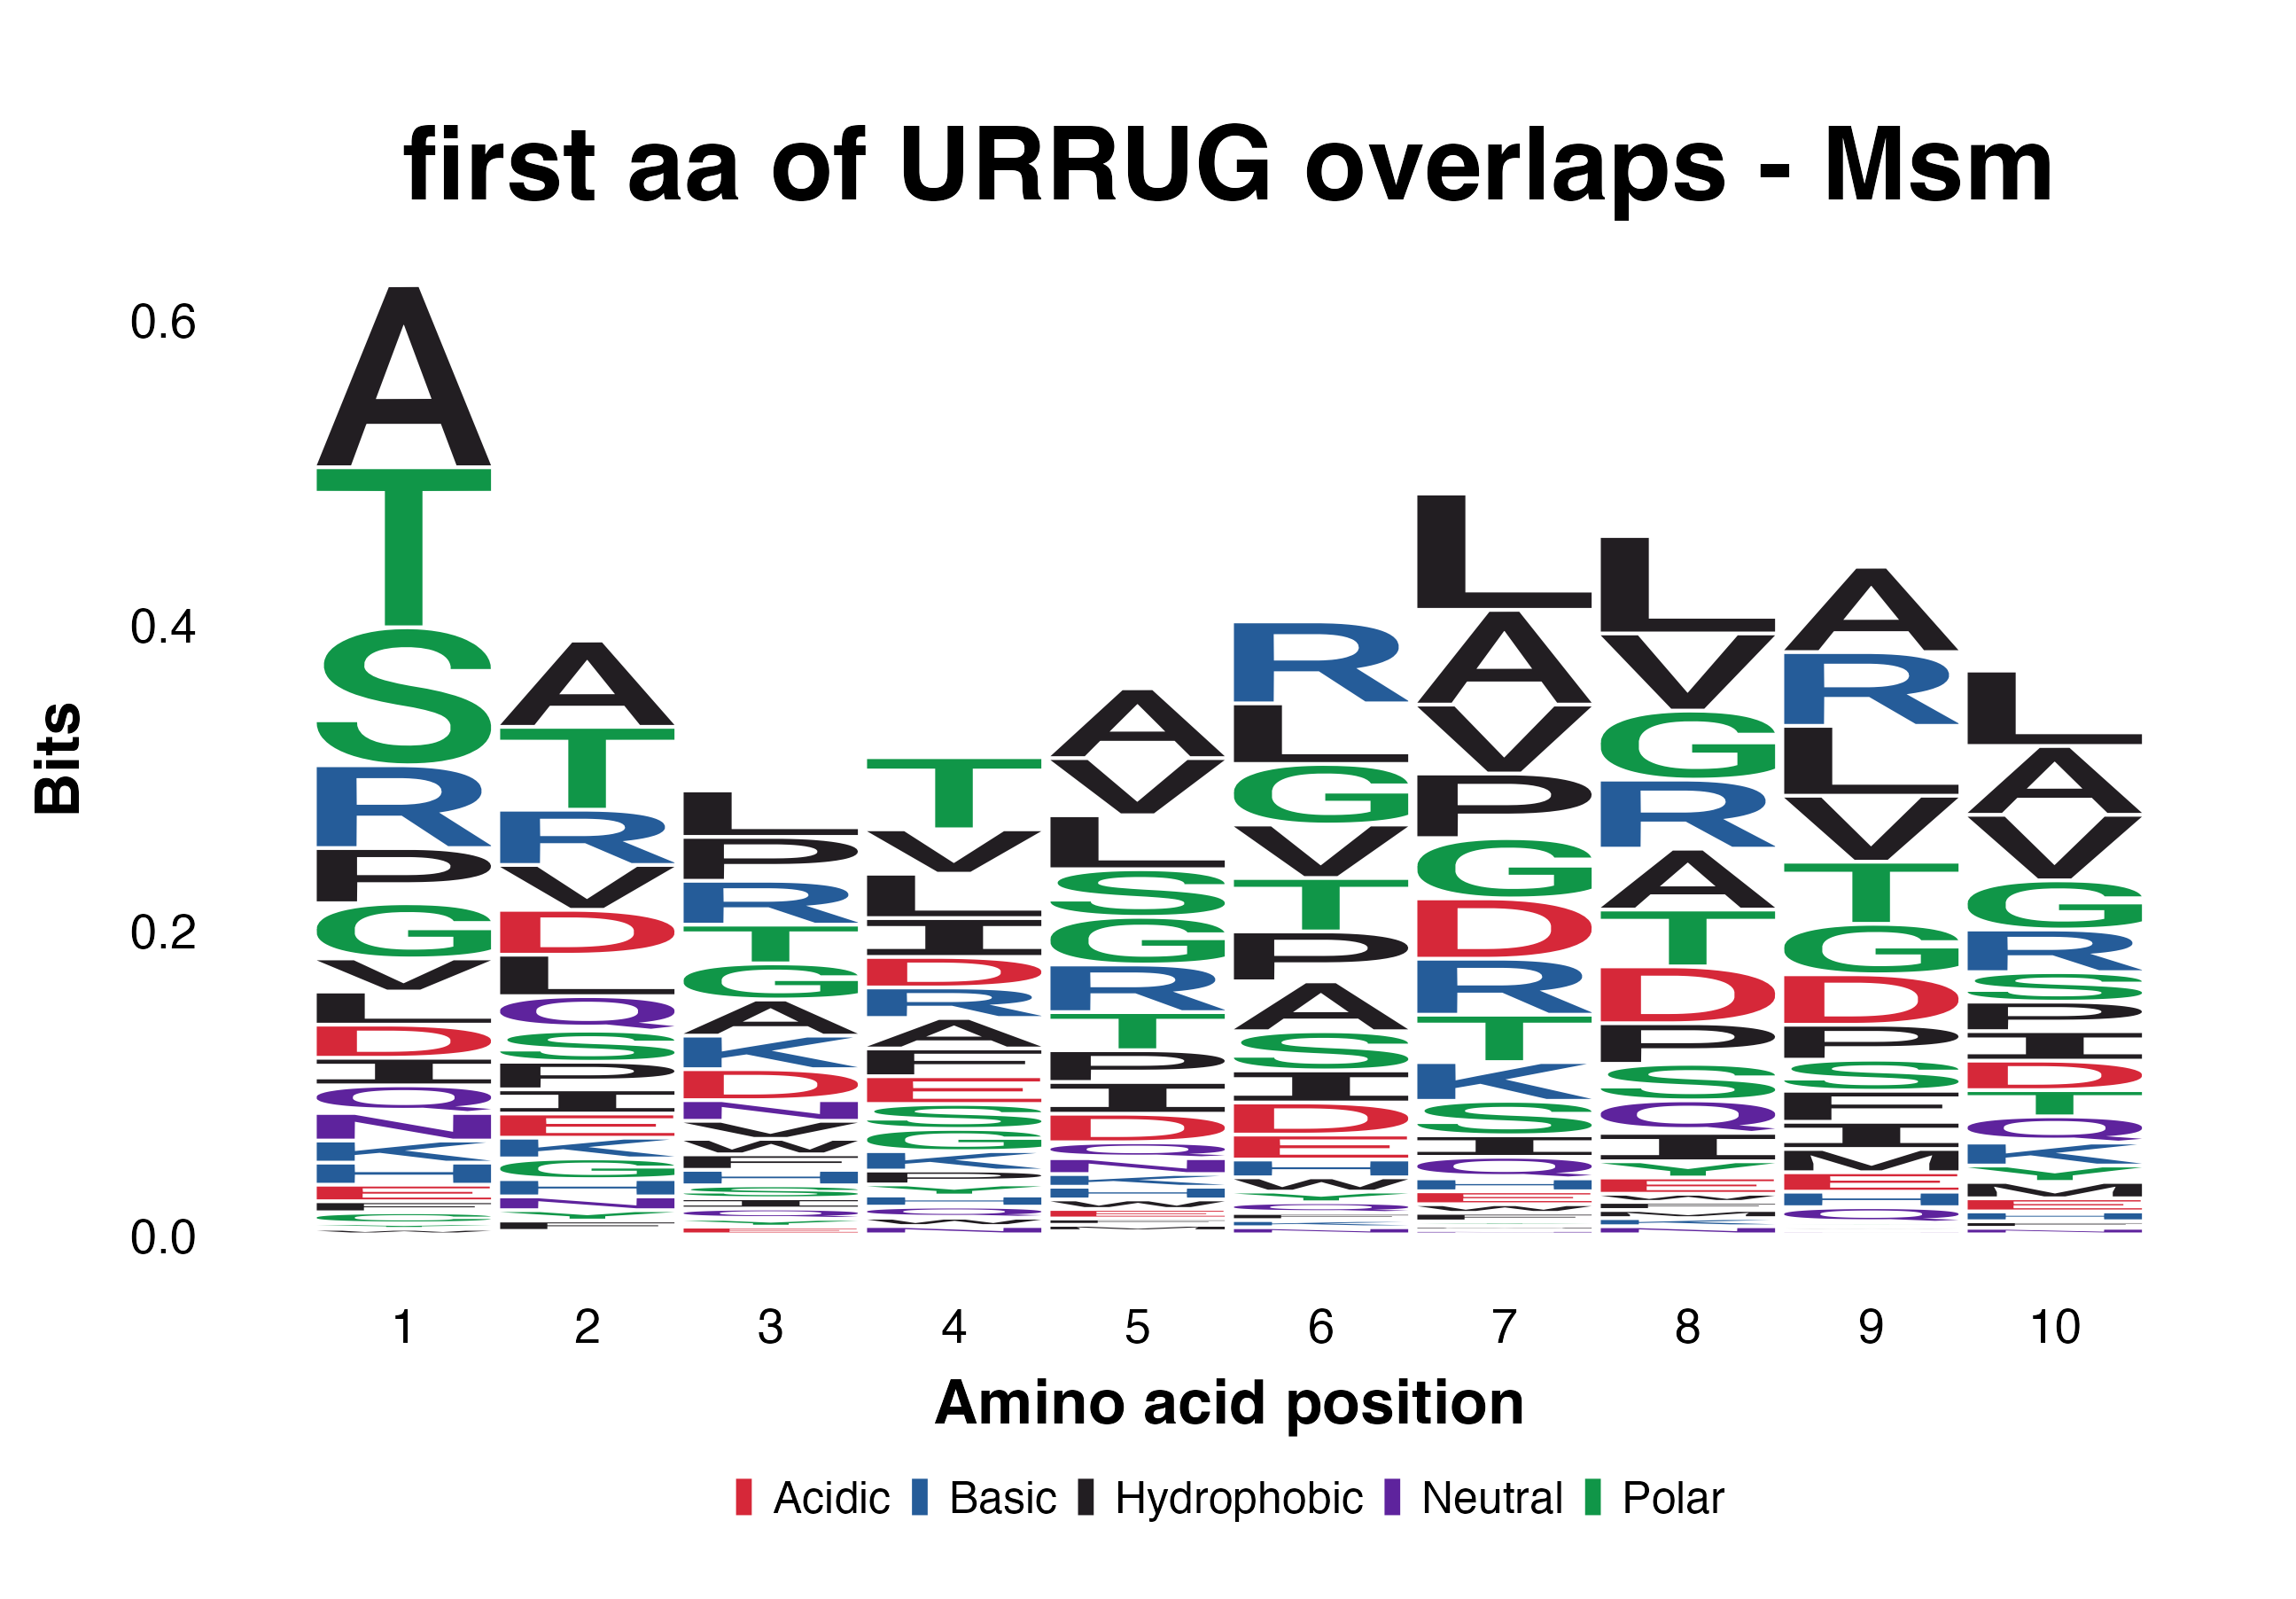 first aa of URRUG overlaps - Msm
0.6
0.4
0.2
0.0
Bits
A T S R P G V L D I Q N K H E F C W
A T R V D L Q S P I E K G H N Y F
L P R T G A K D N V W F H S I Q Y E
T V L I D R A F E S G K P Y H Q W N
A V L S G R T P I D Q N K H W E F M
R L G V T P A S I D E H W Y Q F K N
L A V P G D R T K S I Q H E W F
L V G R A T D P S Q I Y E W F K N
A R L V T G D P S F I M E H Q
L A V G R S P I D T Q K Y M E H F N
1 2 3 4 5 6 7 8 9 10
Amino acid position
Acidic Basic Hydrophobic Neutral Polar